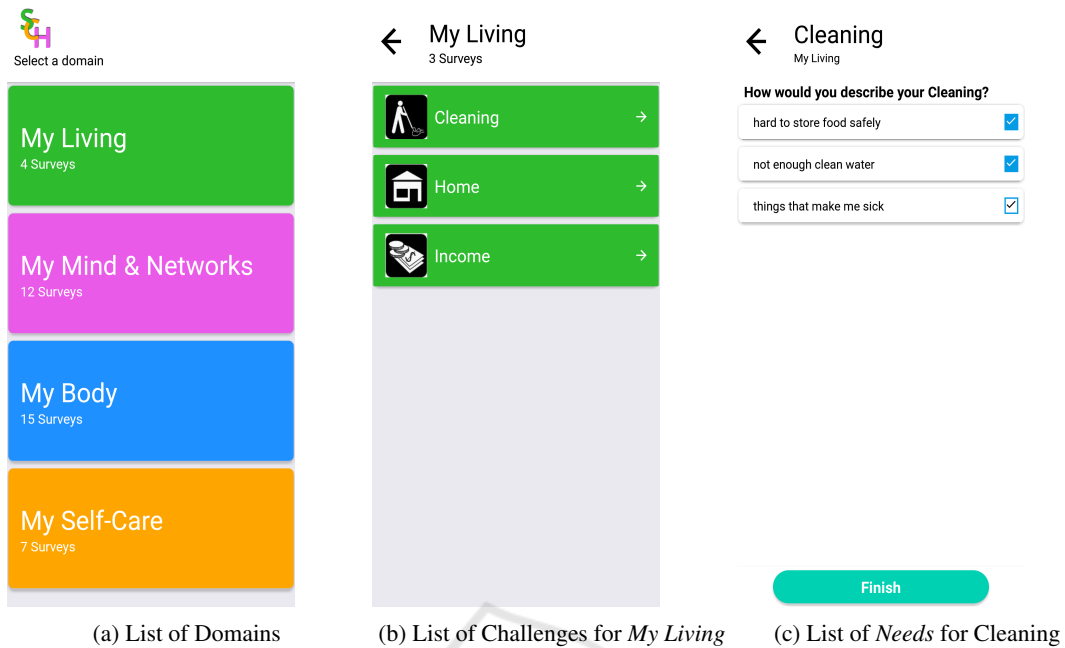 SCH
Select a domain
My Living
4 Surveys
My Mind & Networks
12 Surveys
My Body
15 Surveys
My Self-Care
7 Surveys
(a) List of Domains
My Living
3 Surveys
Cleaning
Home
Income
(b) List of Challenges for My Living
Cleaning
My Living
How would you describe your Cleaning?
hard to store food safely
not enough clean water
things that make me sick
Finish
(c) List of Needs for Cleaning